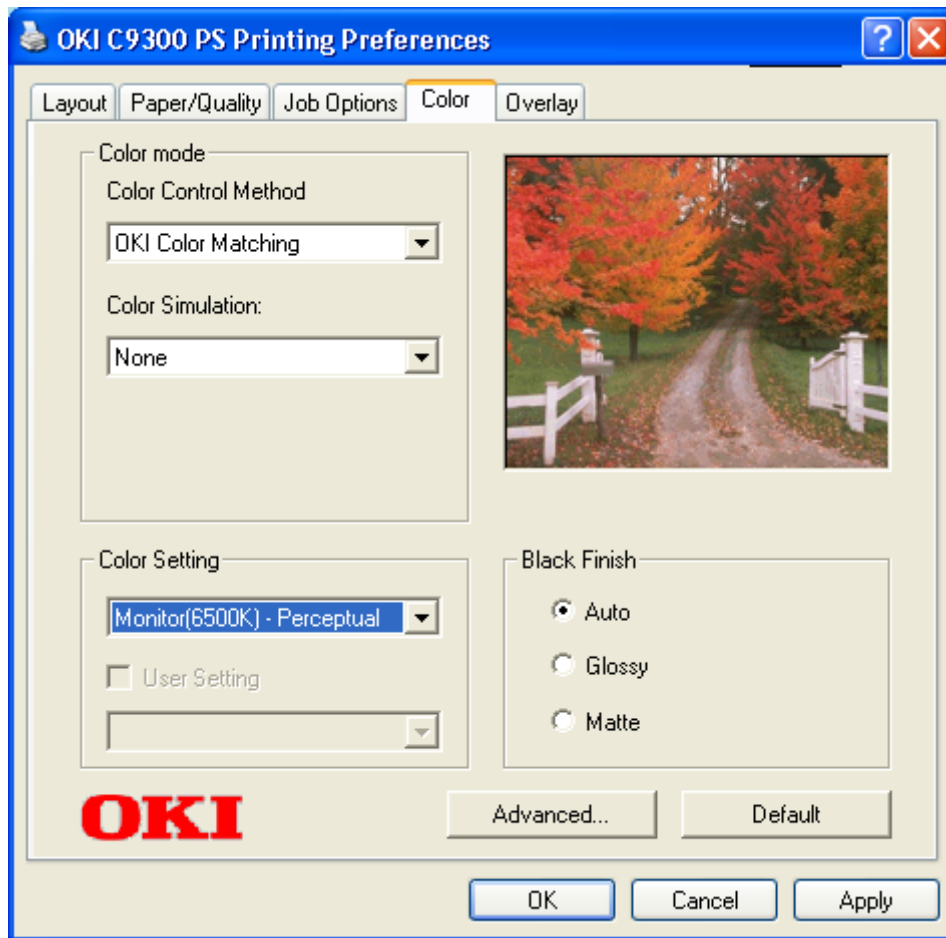 OKI C9300 PS Printing Preferences
?
Layout Paper/Quality Job Options Color Overlay
Color mode
Color Control Method
OKI Color Matching
Color Simulation:
None
Color Setting
Monitor(6500K) - Perceptual
User Setting
Black Finish
Auto
Glossy
Matte
OKI
Advanced... Default
OK Cancel Apply